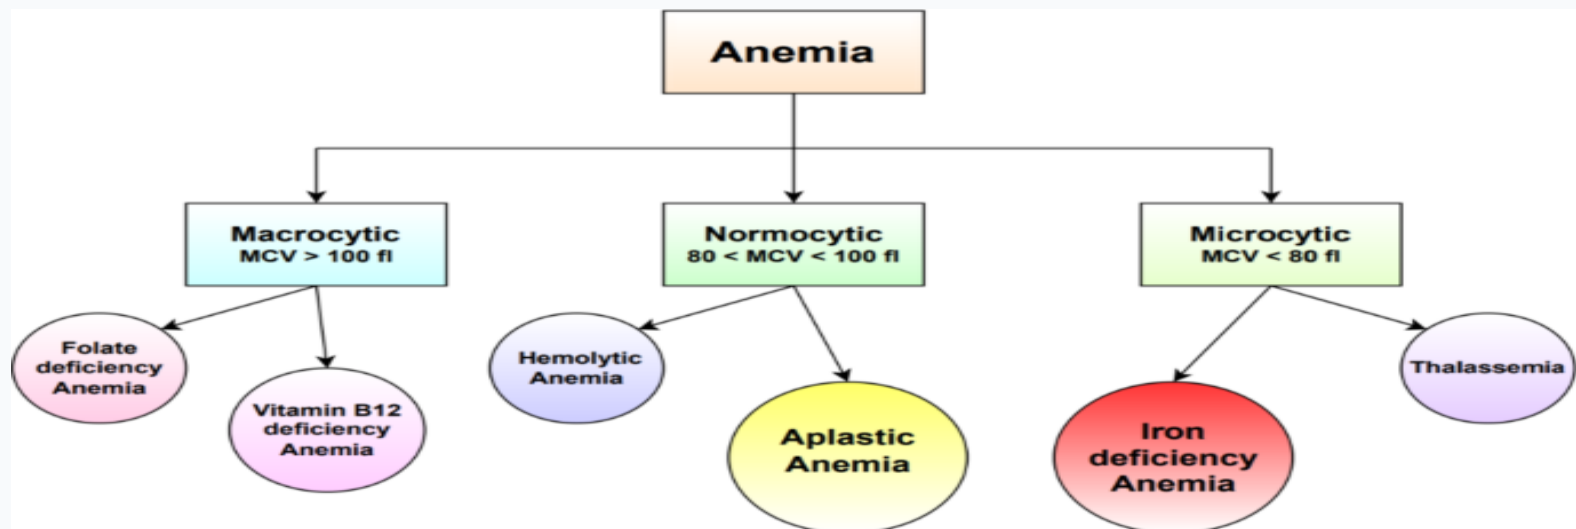 Anemia
Macrocytic
MCV > 100 fl
Normocytic
80 < MCV < 100 fl
Microcytic
MCV < 80 fl
Folate
deficiency
Anemia
Vitamin B12
deficiency
Anemia
Hemolytic
Anemia
Aplastic
Anemia
Iron
deficiency
Anemia
Thalassemia